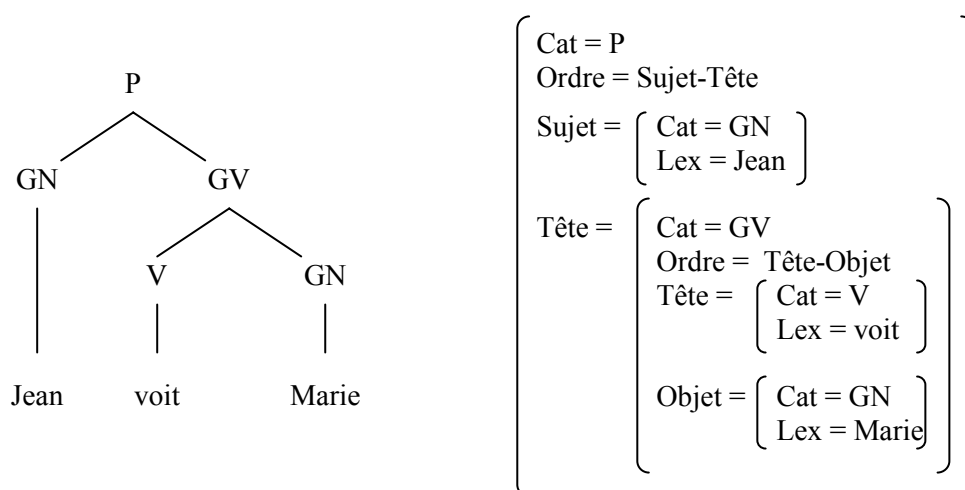 P
GN GV
V GN
Jean voit Marie
Cat = P
Ordre = Sujet-Tête
Sujet = Cat = GN
Lex = Jean
Tête = Cat = GV
Ordre = Tête-Objet
Tête = Cat = V
Lex = voit
Objet = Cat = GN
Lex = Marie